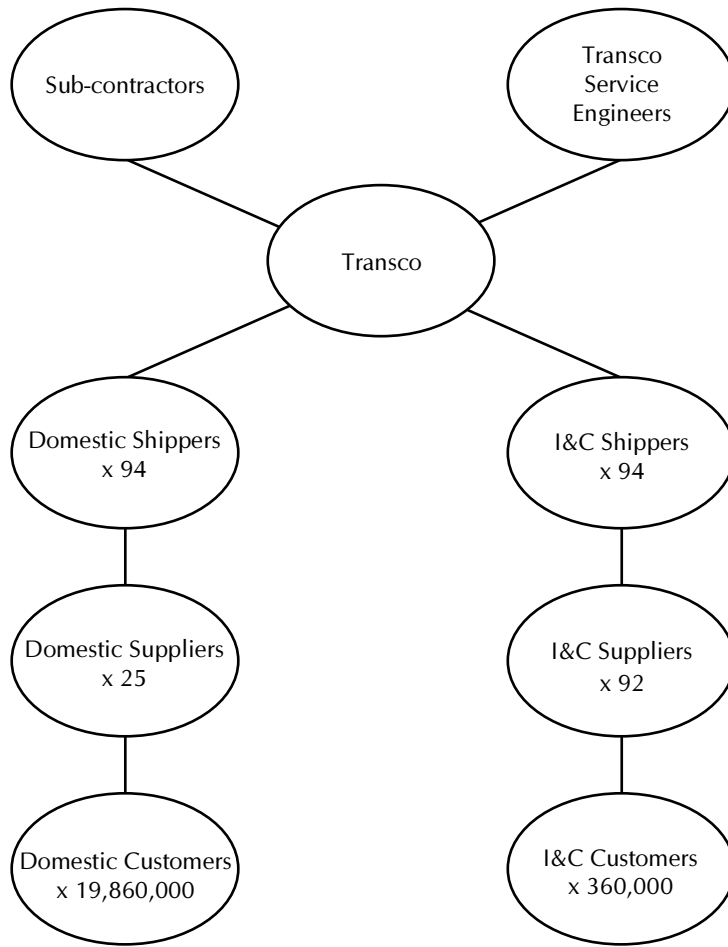 Sub-contractors
Transco
Service
Engineers
Transco
Domestic Shippers
x 94
I&C Shippers
x 94
Domestic Suppliers
x 25
I&C Suppliers
x 92
Domestic Customers
x 19,860,000
I&C Customers
x 360,000